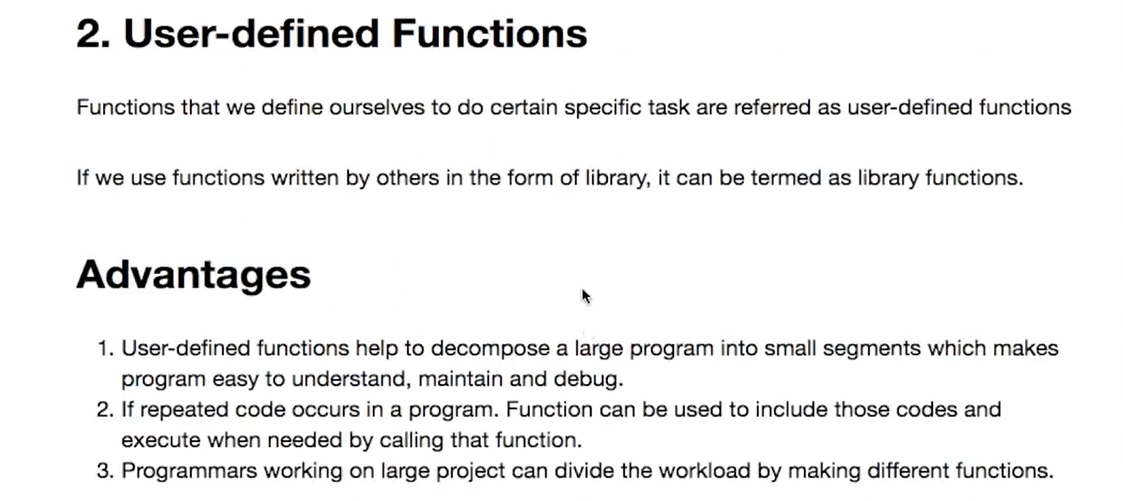 2. User-defined Functions
Functions that we define ourselves to do certain specific task are referred as user-defined functions
If we use functions written by others in the form of library, it can be termed as library functions.
Advantages
1. User-defined functions help to decompose a large program into small segments which makes
program easy to understand, maintain and debug.
2. If repeated code occurs in a program. Function can be used to include those codes and
execute when needed by calling that function.
3. Programmars working on large project can divide the workload by making different functions.